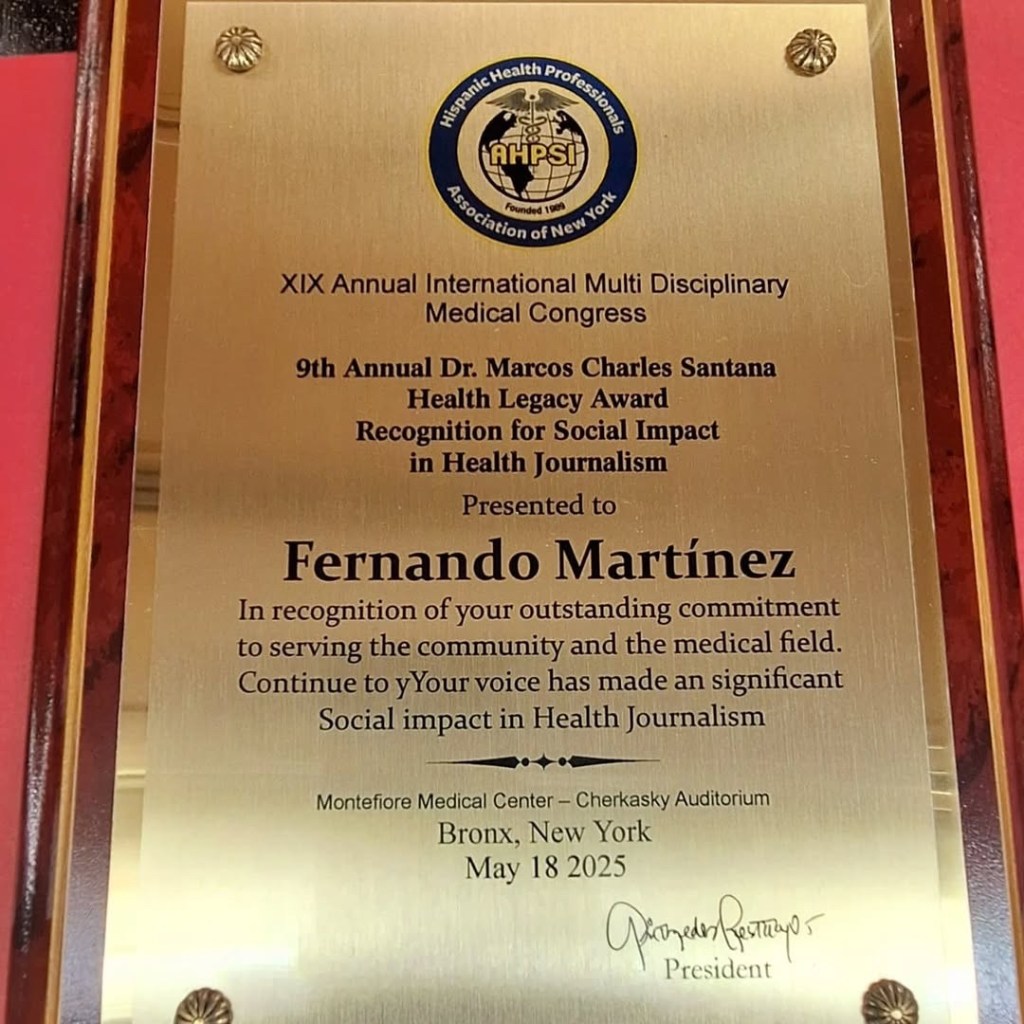 Hispanic Health Professionals
AHPSI
Founded 1989
Association of New York
XIX Annual International Multi Disciplinary
Medical Congress
9th Annual Dr. Marcos Charles Santana
Health Legacy Award
Recognition for Social Impact
in Health Journalism
Presented to
Fernando Martínez
In recognition of your outstanding commitment
to serving the community and the medical field.
Continue to yYour voice has made an significant
Social impact in Health Journalism
Montefiore Medical Center – Cherkasky Auditorium
Bronx, New York
May 18 2025
President